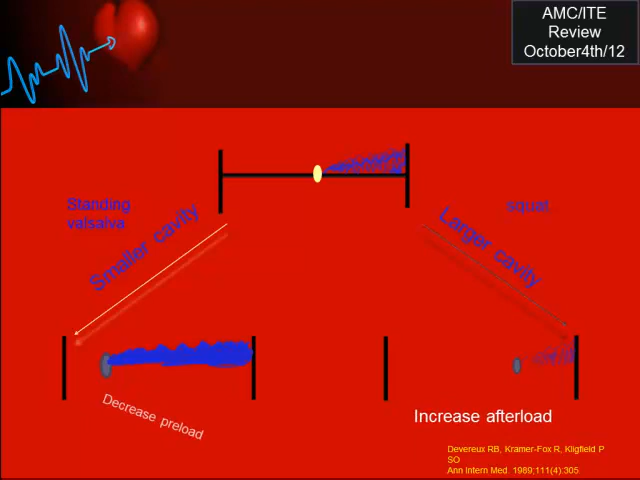 AMC/ITE
Review
October4th/12
Standing
valsalva
Smaller cavity
squat
Larger cavity
Decrease preload
Increase afterload
Devereux RB, Kramer-Fox R, Kligfield P
SO
Ann Intern Med. 1989;111(4):305